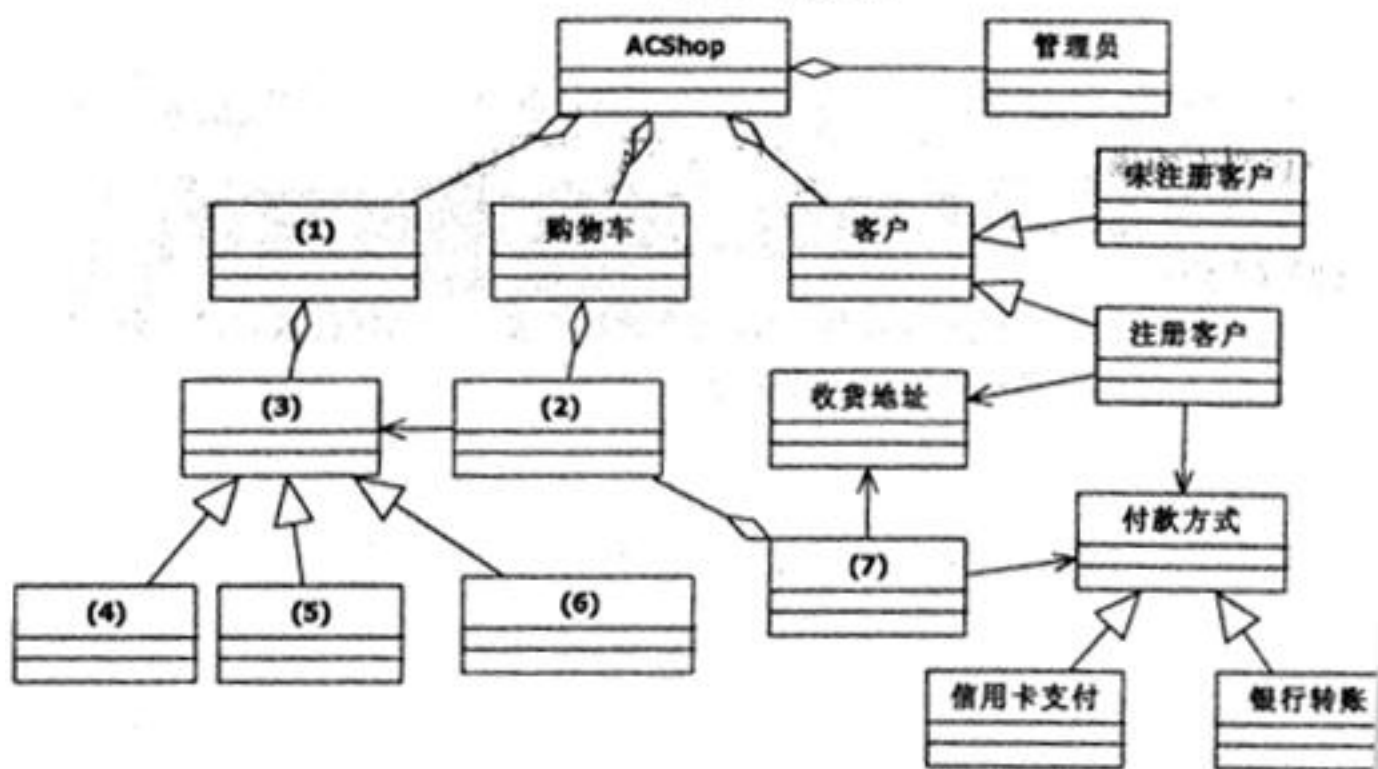 ACShop
管理员
未注册客户
(1)
购物车
客户
注册客户
收货地址
(3)
(2)
付款方式
(7)
(4)
(5)
(6)
信用卡支付
银行转账